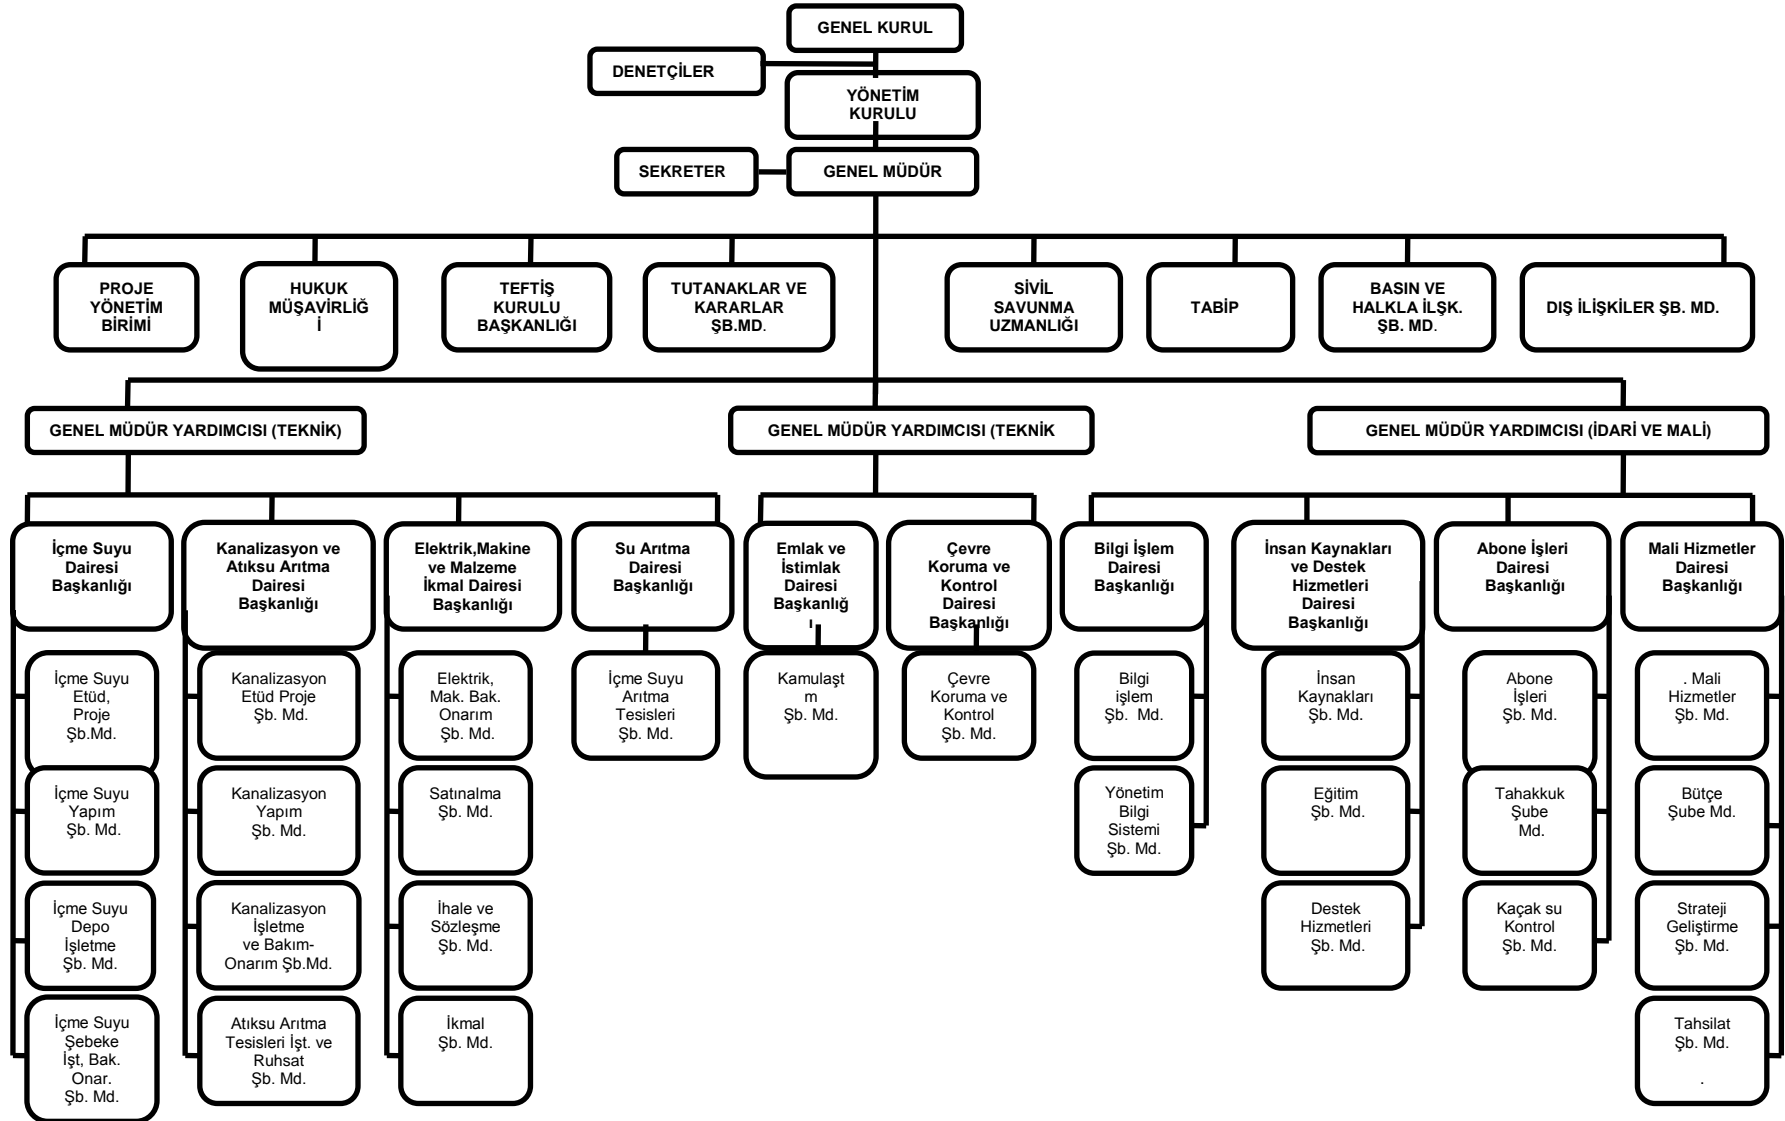 GENEL KURUL
DENETÇİLER
YÖNETİM
KURULU
SEKRETER
GENEL MÜDÜR
PROJE
YÖNETİM
BİRİMİ
HUKUK
MÜŞAVİRLİĞ
İ
TEFTİŞ
KURULU
BAŞKANLIĞI
TUTANAKLAR VE
KARARLAR
ŞB.MD.
SİVİL
SAVUNMA
UZMANLIĞI
TABİP
BASIN VE
HALKLA İLŞK.
ŞB. MD.
DIŞ İLİŞKİLER ŞB. MD.
GENEL MÜDÜR YARDIMCISI (TEKNİK)
GENEL MÜDÜR YARDIMCISI (TEKNİK
GENEL MÜDÜR YARDIMCISI (İDARİ VE MALİ)
İçme Suyu
Dairesi
Başkanlığı
Kanalizasyon ve
Atıksu Arıtma
Dairesi
Başkanlığı
Elektrik,Makine
ve Malzeme
İkmal Dairesi
Başkanlığı
Su Arıtma
Dairesi
Başkanlığı
Emlak ve
İstimlak
Dairesi
Başkanlığ
ı
Çevre
Koruma ve
Kontrol
Dairesi
Başkanlığı
Bilgi İşlem
Dairesi
Başkanlığı
İnsan Kaynakları
ve Destek
Hizmetleri
Dairesi
Başkanlığı
Abone İşleri
Dairesi
Başkanlığı
Mali Hizmetler
Dairesi
Başkanlığı
İçme Suyu
Etüd,
Proje
Şb.Md.
Kanalizasyon
Etüd Proje
Şb. Md.
Elektrik,
Mak. Bak.
Onarım
Şb. Md.
İçme Suyu
Arıtma
Tesisleri
Şb. Md.
Kamulaşt
m
Şb. Md.
Çevre
Koruma ve
Kontrol
Şb. Md.
Bilgi
işlem
Şb. Md.
İnsan
Kaynakları
Şb. Md.
Abone
İşleri
Şb. Md.
. Mali
Hizmetler
Şb. Md.
İçme Suyu
Yapım
Şb. Md.
Kanalizasyon
Yapım
Şb. Md.
Satınalma
Şb. Md.
Yönetim
Bilgi
Sistemi
Şb. Md.
Eğitim
Şb. Md.
Tahakkuk
Şube
Md.
Bütçe
Şube Md.
İçme Suyu
Depo
İşletme
Şb. Md.
Kanalizasyon
İşletme
ve Bakım-
Onarım Şb.Md.
İhale ve
Sözleşme
Şb. Md.
Destek
Hizmetleri
Şb. Md.
Kaçak su
Kontrol
Şb. Md.
Strateji
Geliştirme
Şb. Md.
İçme Suyu
Şebeke
İşt, Bak.
Onar.
Şb. Md.
Atıksu Arıtma
Tesisleri İşt. ve
Ruhsat
Şb. Md.
İkmal
Şb. Md.
Tahsilat
Şb. Md.
.